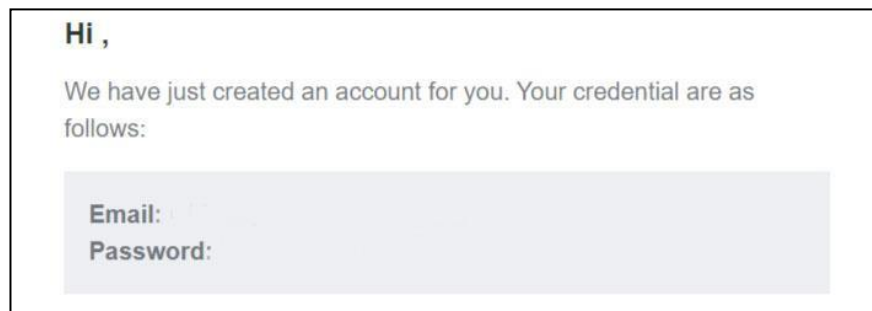 Hi ,
We have just created an account for you. Your credential are as
follows:
Email:
Password: